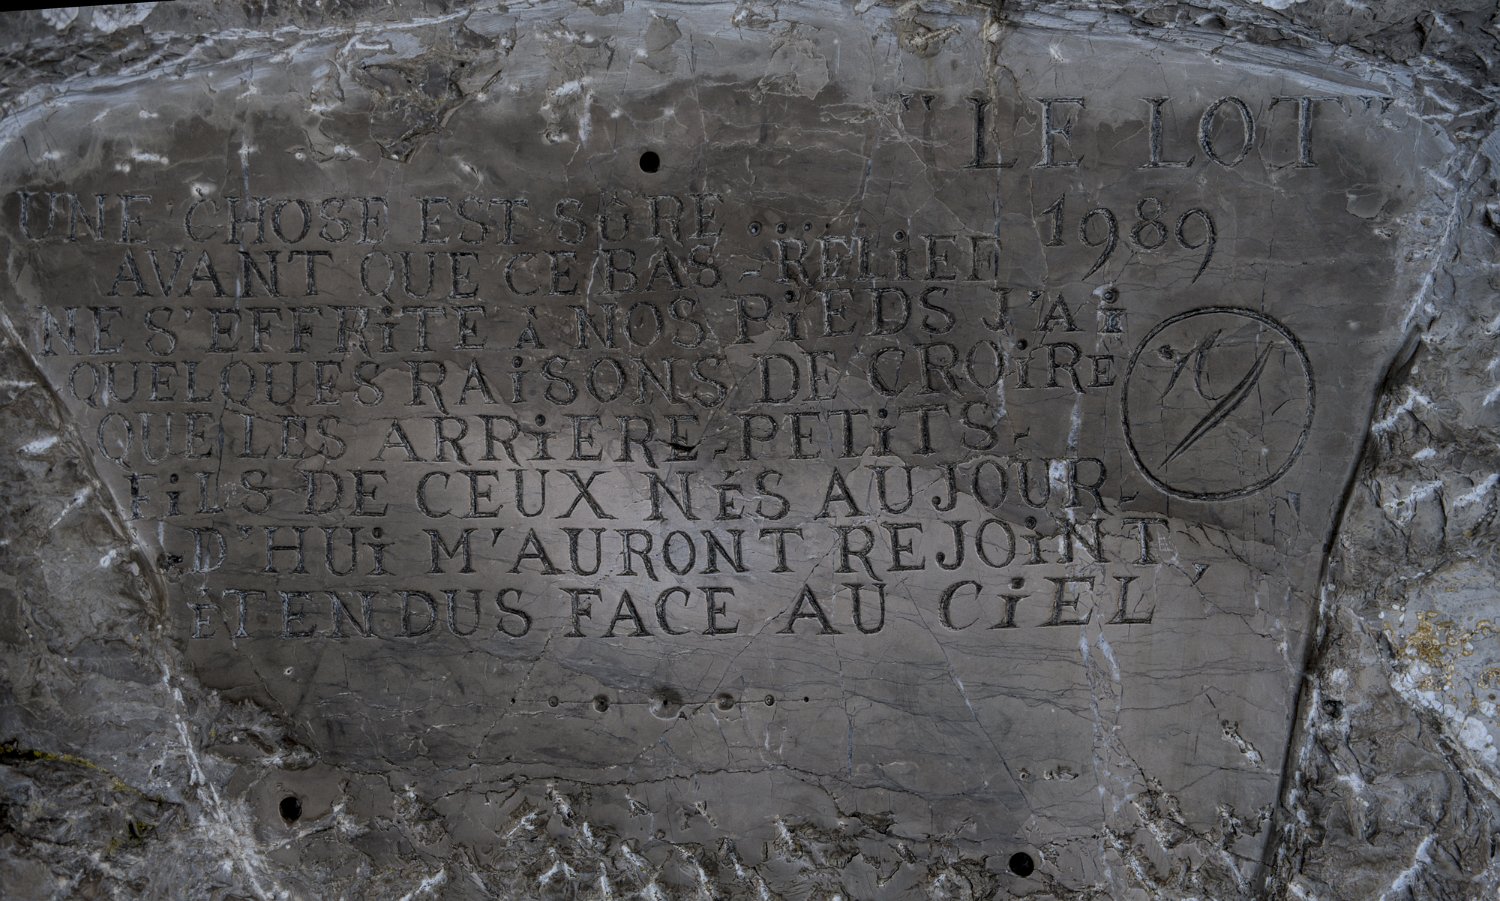 "LE LOT"
UNE CHOSE EST SÛRE ....
1989
AVANT QUE CE BAS-RELiEF
NE S'EFFRiTE À NOS PiEDS J'Ai
QUELQUES RAiSONS DE CROiRE
QUE LES ARRiERE-PETiTS-
FiLS DE CEUX NÉS AUJOUR-
D'HUi M'AURONT REJOiNT,
ÉTENDUS FACE AU CiEL